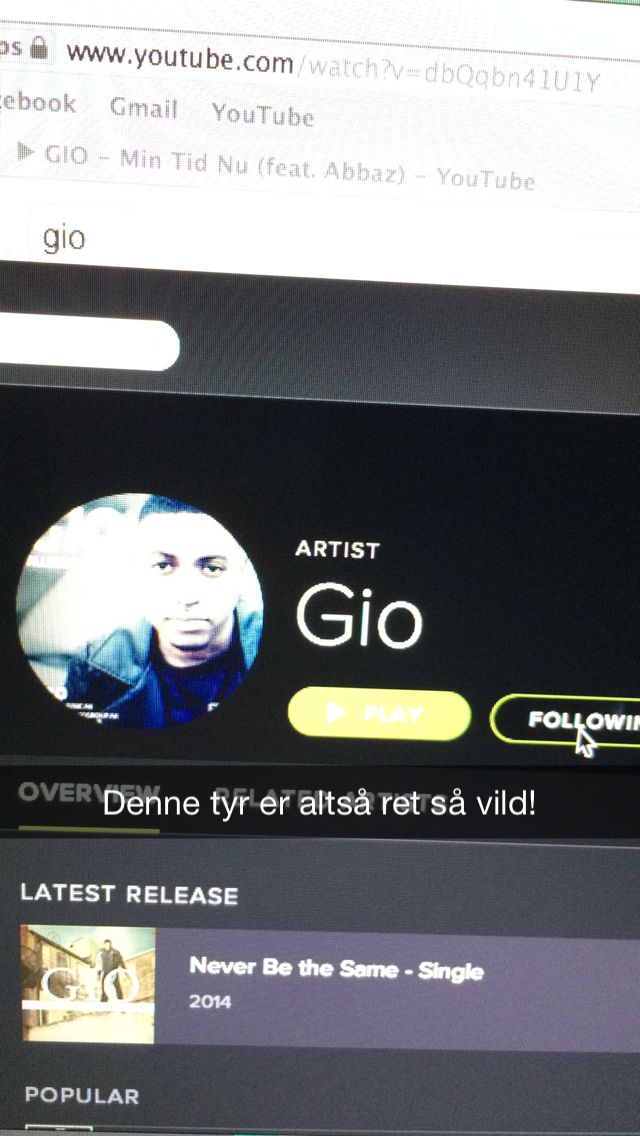 ps www.youtube.com/watch?v=dbQqbn41U1Y
cebook Gmail YouTube
▶ GIO – Min Tid Nu (feat. Abbaz) – YouTube
gio
ARTIST
Gio
PLAY
FOLLOWIN
OVERVIEW RELATED ARTISTS
Denne tyr er altså ret så vild!
LATEST RELEASE
GIO
Never Be the Same - Single
2014
POPULAR